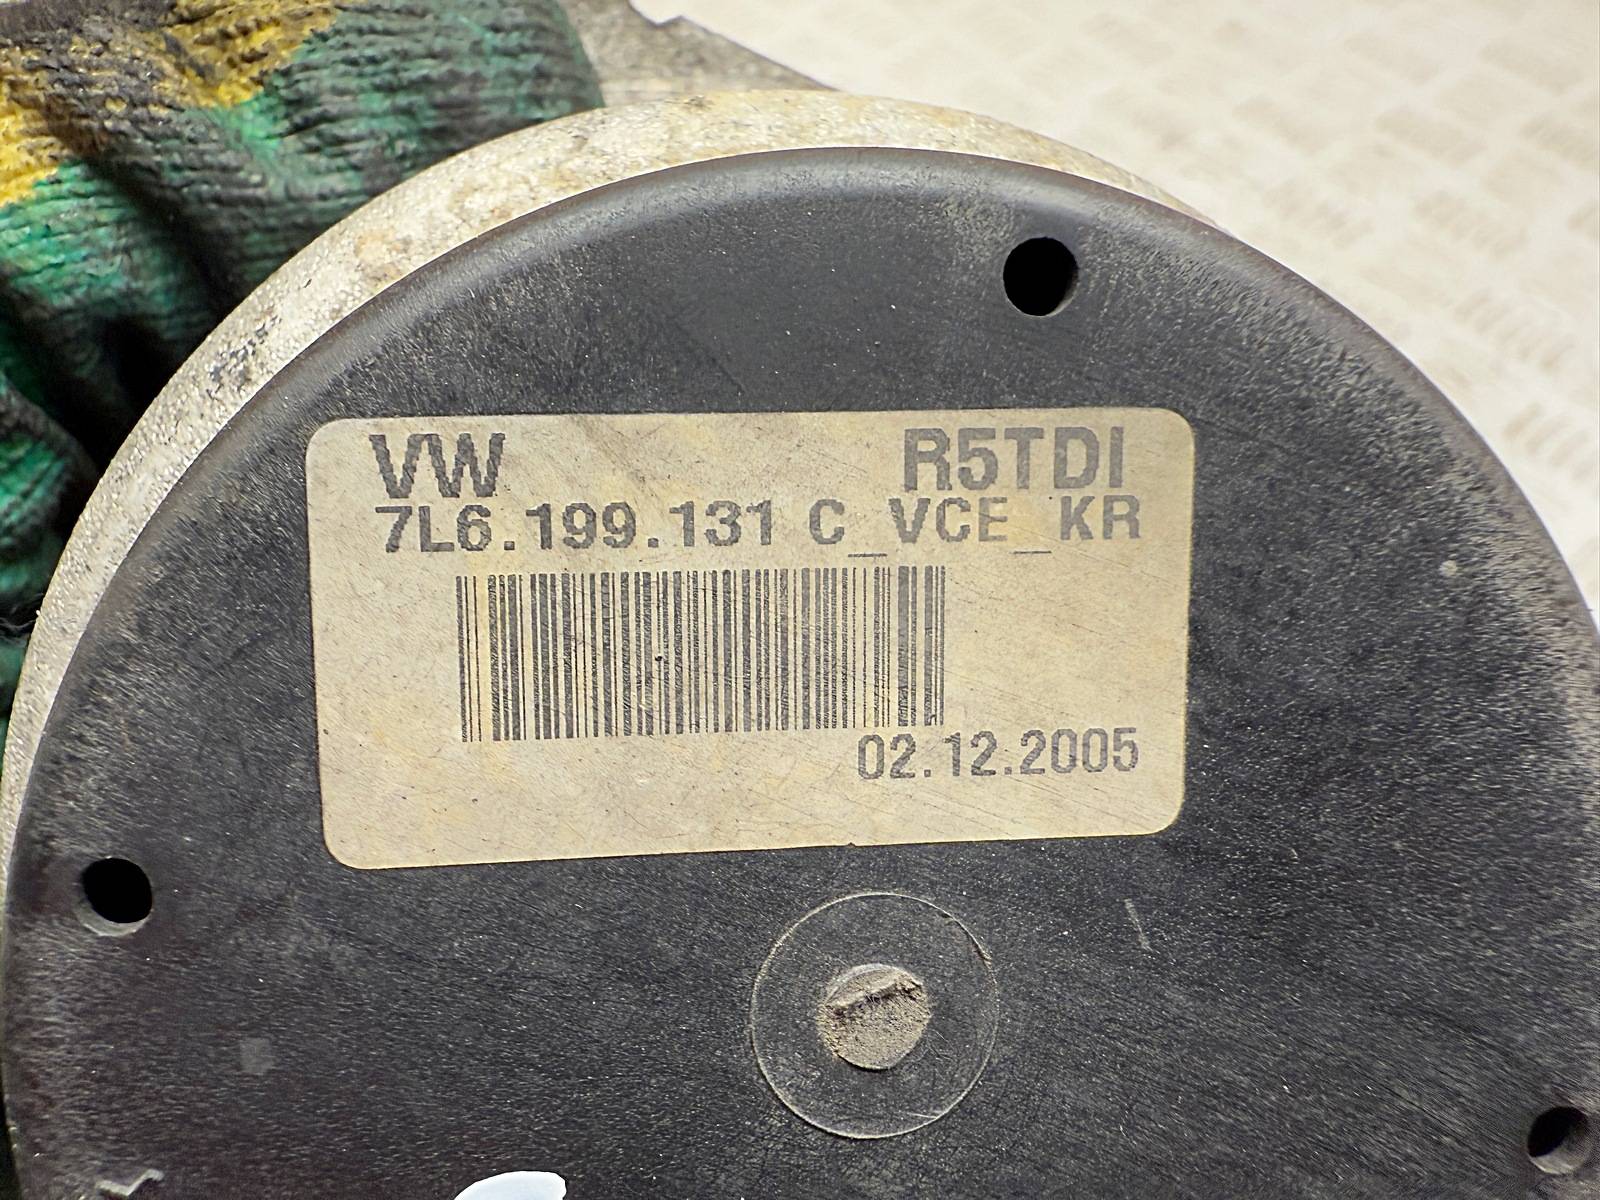 VW R5TDI
7L6.199.131 C_VCE_KR
02.12.2005